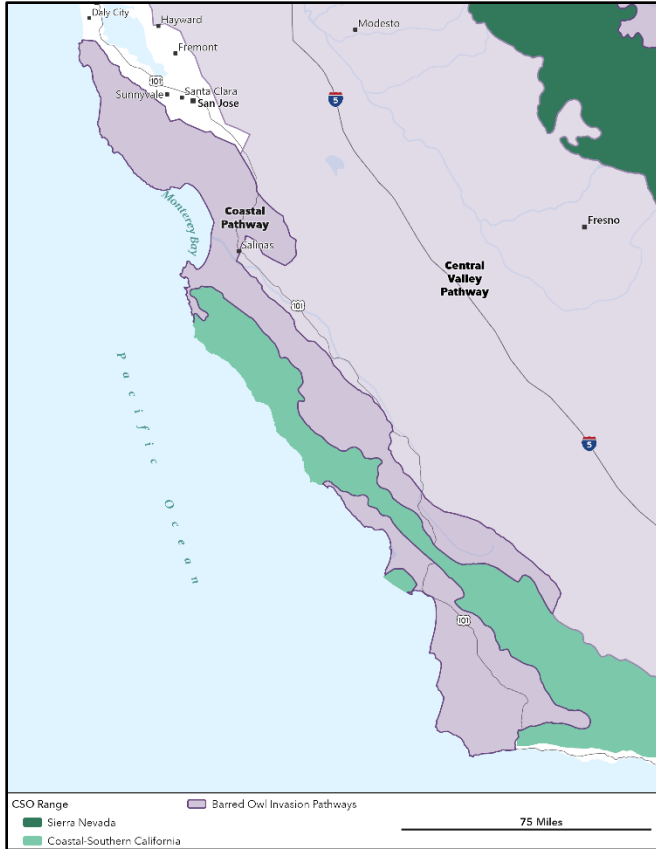 Daly City
Hayward
Modesto
Fremont
101
Santa Clara
Sunnyvale
San Jose
5
Monterey Bay
Coastal
Pathway
Salinas
Fresno
Central
Valley
Pathway
101
Pacific Ocean
5
101
CSO Range
Barred Owl Invasion Pathways
Sierra Nevada
75 Miles
Coastal-Southern California